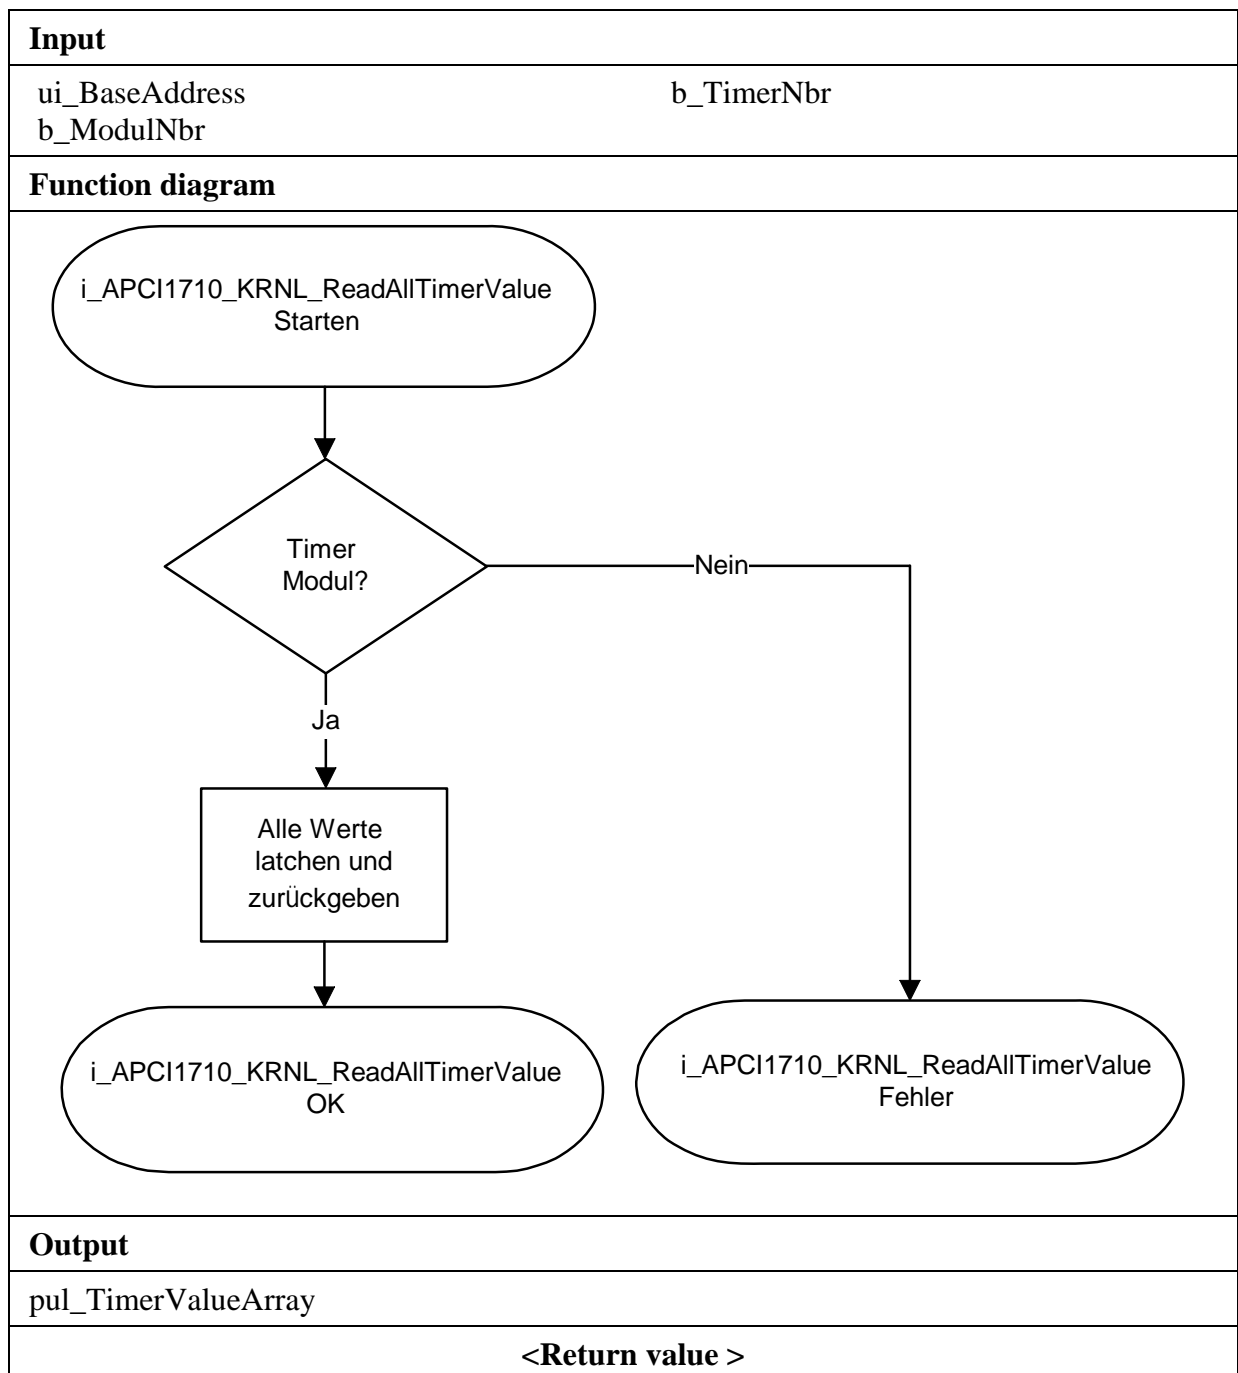 Input
ui_BaseAddress b_TimerNbr
b_ModulNbr
Function diagram
i_APCI1710_KRNL_ReadAllTimerValue
Starten
Timer
Modul?
Nein
Ja
Alle Werte
latchen und
zurückgeben
i_APCI1710_KRNL_ReadAllTimerValue
OK
i_APCI1710_KRNL_ReadAllTimerValue
Fehler
Output
pul_TimerValueArray
<Return value >